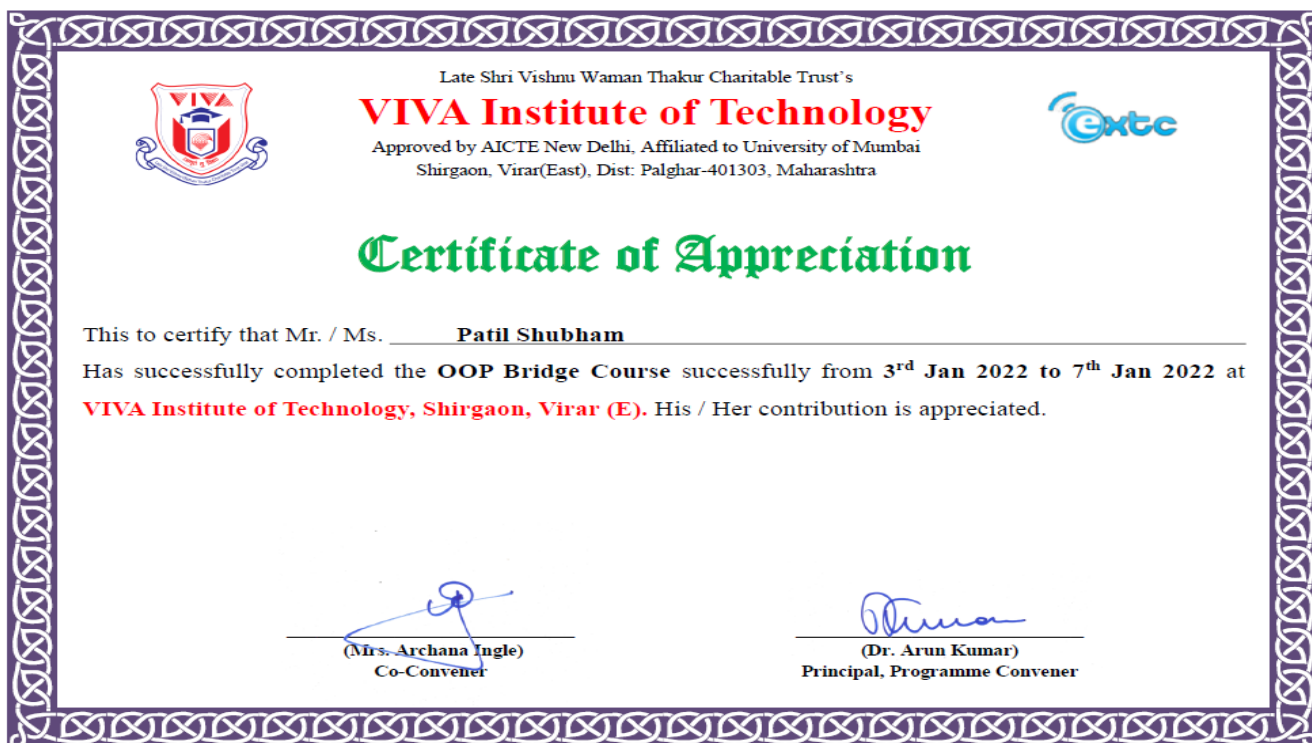 Late Shri Vishnu Waman Thakur Charitable Trust's
VIVA Institute of Technology
Approved by AICTE New Delhi, Affiliated to University of Mumbai
Shirgaon, Virar(East), Dist: Palghar-401303, Maharashtra
VIVA
extc
Certificate of Appreciation
This to certify that Mr. / Ms. Patil Shubham
Has successfully completed the OOP Bridge Course successfully from 3rd Jan 2022 to 7th Jan 2022 at
VIVA Institute of Technology, Shirgaon, Virar (E). His / Her contribution is appreciated.
(Mrs. Archana Ingle)
Co-Convener
(Dr. Arun Kumar)
Principal, Programme Convener